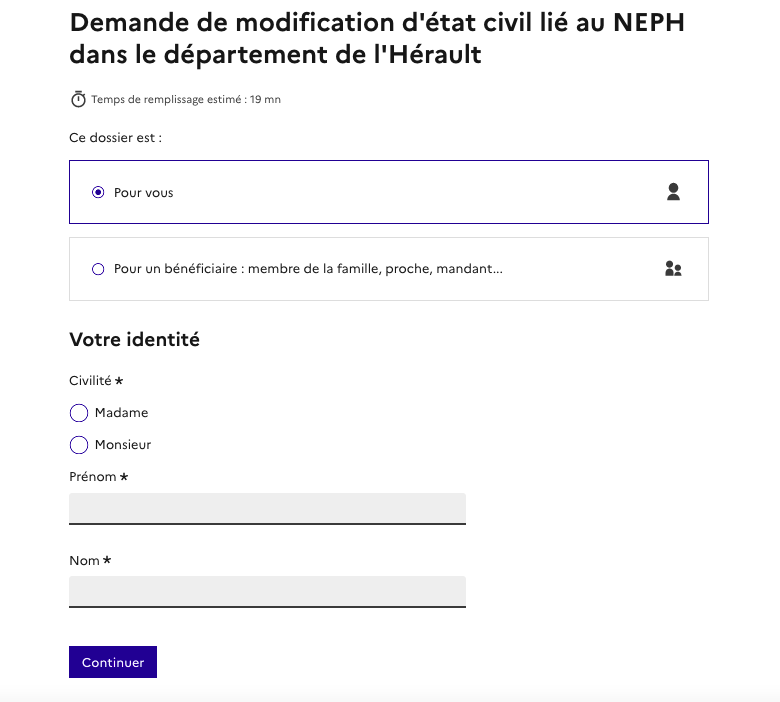 Demande de modification d'état civil lié au NEPH
dans le département de l'Hérault
Temps de remplissage estimé : 19 mn
Ce dossier est :
Pour vous
Pour un bénéficiaire : membre de la famille, proche, mandant...
Votre identité
Civilité *
Madame
Monsieur
Prénom *
Nom *
Continuer